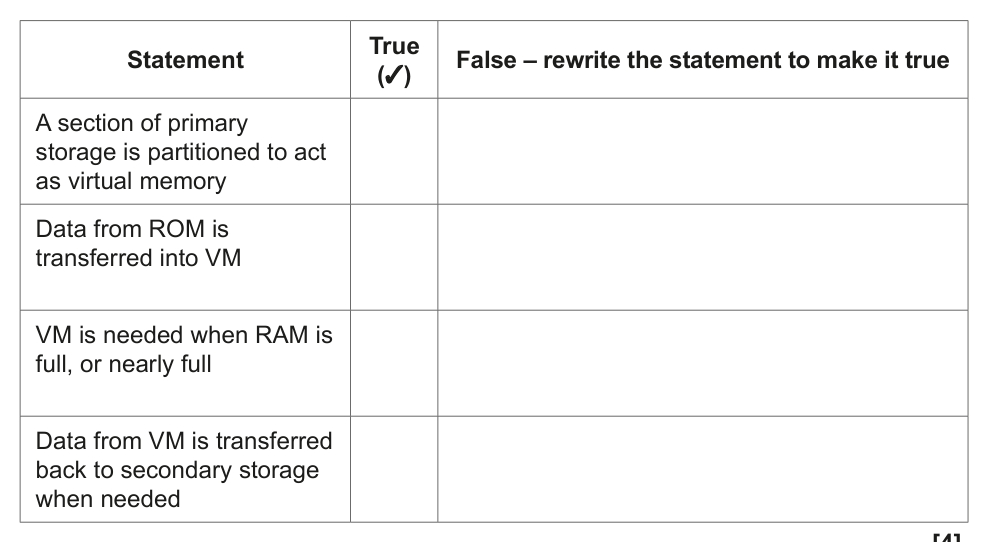 Statement
True
(✓)
False – rewrite the statement to make it true
A section of primary
storage is partitioned to act
as virtual memory
Data from ROM is
transferred into VM
VM is needed when RAM is
full, or nearly full
Data from VM is transferred
back to secondary storage
when needed
[4]